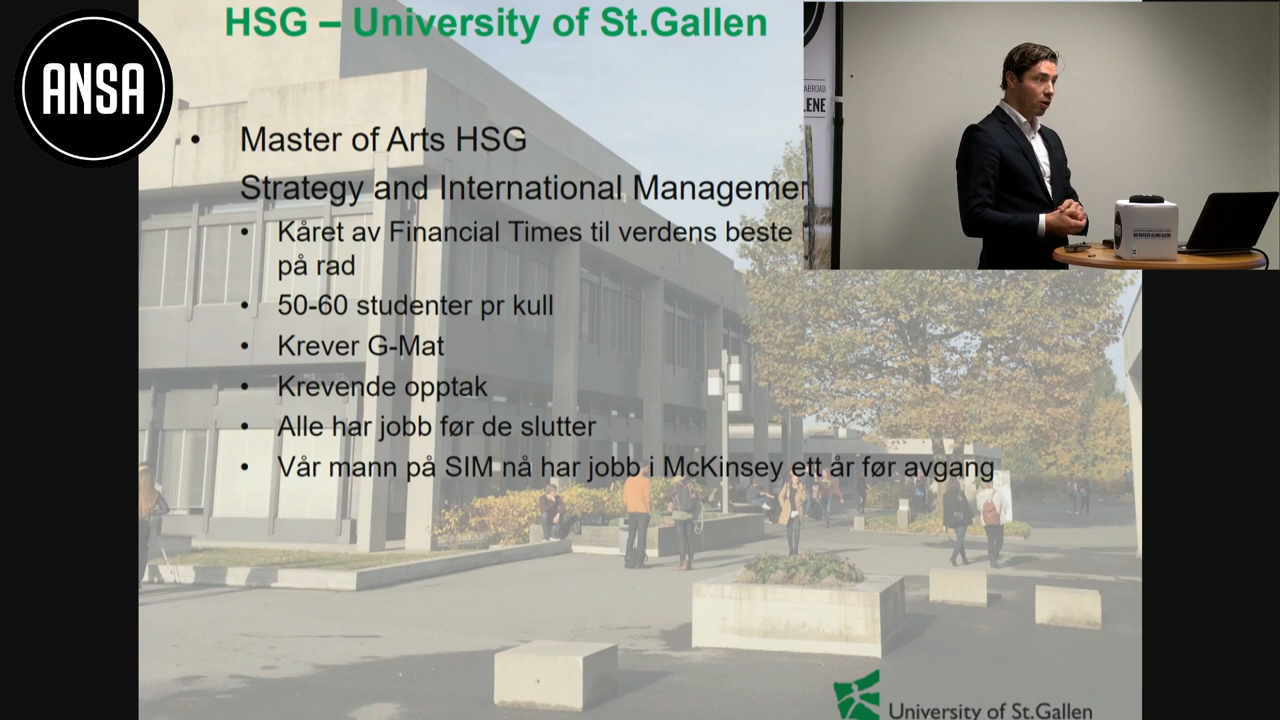 HSG – University of St.Gallen
ANSA
ABROAD
LENE
• Master of Arts HSG
Strategy and International Managemen
• Kåret av Financial Times til verdens beste
på rad
• 50-60 studenter pr kull
• Krever G-Mat
• Krevende opptak
• Alle har jobb før de slutter
• Vår mann på SIM nå har jobb i McKinsey ett år før avgang
University of St.Gallen